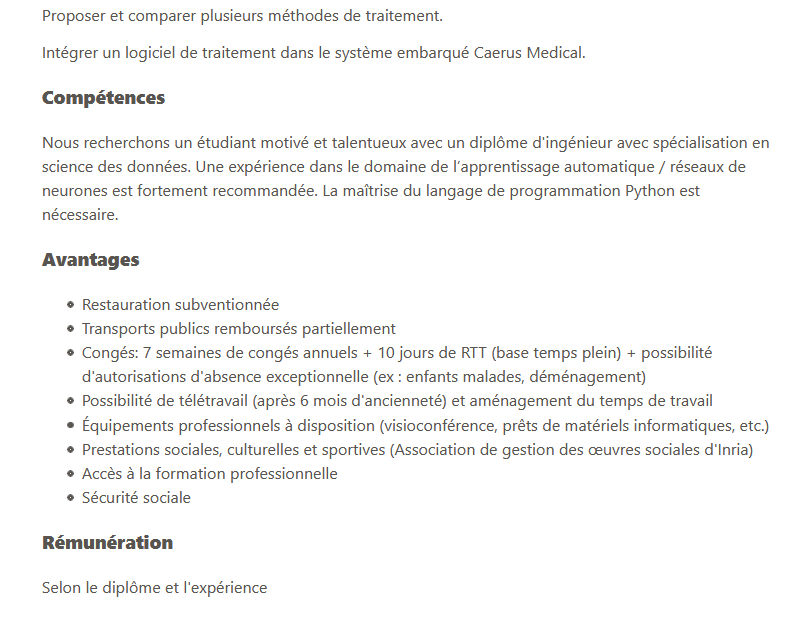 Proposer et comparer plusieurs méthodes de traitement.
Intégrer un logiciel de traitement dans le système embarqué Caerus Medical.
Compétences
Nous recherchons un étudiant motivé et talentueux avec un diplôme d'ingénieur avec spécialisation en
science des données. Une expérience dans le domaine de l’apprentissage automatique / réseaux de
neurones est fortement recommandée. La maîtrise du langage de programmation Python est
nécessaire.
Avantages
Restauration subventionnée
Transports publics remboursés partiellement
Congés: 7 semaines de congés annuels + 10 jours de RTT (base temps plein) + possibilité
d'autorisations d'absence exceptionnelle (ex : enfants malades, déménagement)
Possibilité de télétravail (après 6 mois d'ancienneté) et aménagement du temps de travail
Équipements professionnels à disposition (visioconférence, prêts de matériels informatiques, etc.)
Prestations sociales, culturelles et sportives (Association de gestion des œuvres sociales d'Inria)
Accès à la formation professionnelle
Sécurité sociale
Rémunération
Selon le diplôme et l'expérience